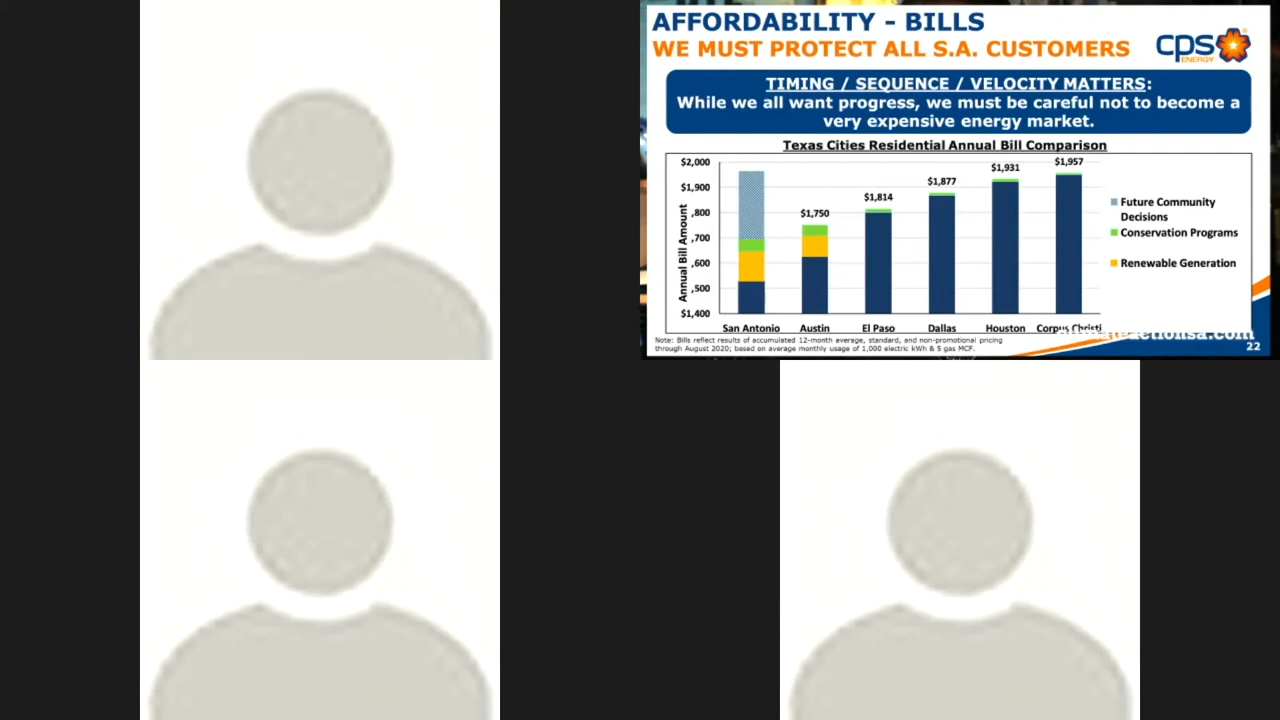 AFFORDABILITY - BILLS
WE MUST PROTECT ALL S.A. CUSTOMERS
cps
ENERGY
TIMING / SEQUENCE / VELOCITY MATTERS:
While we all want progress, we must be careful not to become a
very expensive energy market.
Texas Cities Residential Annual Bill Comparison
Annual Bill Amount
$2,000
$1,900
,800
,700
,600
,500
$1,400
$1,750
$1,814
$1,877
$1,931
$1,957
Future Community
Decisions
Conservation Programs
Renewable Generation
San Antonio Austin El Paso Dallas Houston Corpus Christi
Note: Bills reflect results of accumulated 12-month average, standard, and non-promotional pricing
through August 2020; based on average monthly usage of 1,000 electric kWh & 5 gas MCF.
climateactionsa.com
22